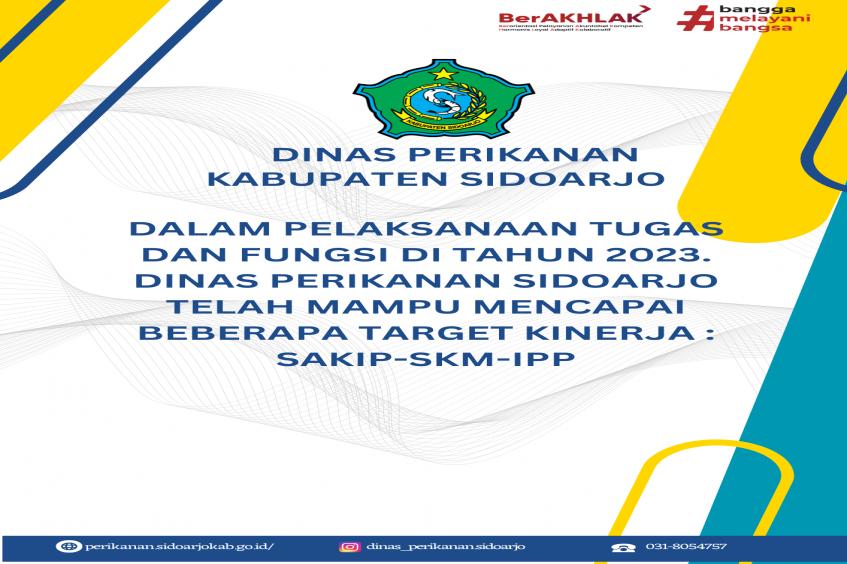 BerAKHLAK
Berorientasi Pelayanan Akuntabel Kompeten
Harmonis Loyal Adaptif Kolaboratif
# bangga
melayani
bangsa
KABUPATEN SIDOARJO
DINAS PERIKANAN
KABUPATEN SIDOARJO
DALAM PELAKSANAAN TUGAS
DAN FUNGSI DI TAHUN 2023.
DINAS PERIKANAN SIDOARJO
TELAH MAMPU MENCAPAI
BEBERAPA TARGET KINERJA :
SAKIP-SKM-IPP
perikanan.sidoarjokab.go.id/
dinas_perikanan.sidoarjo
031-8054757